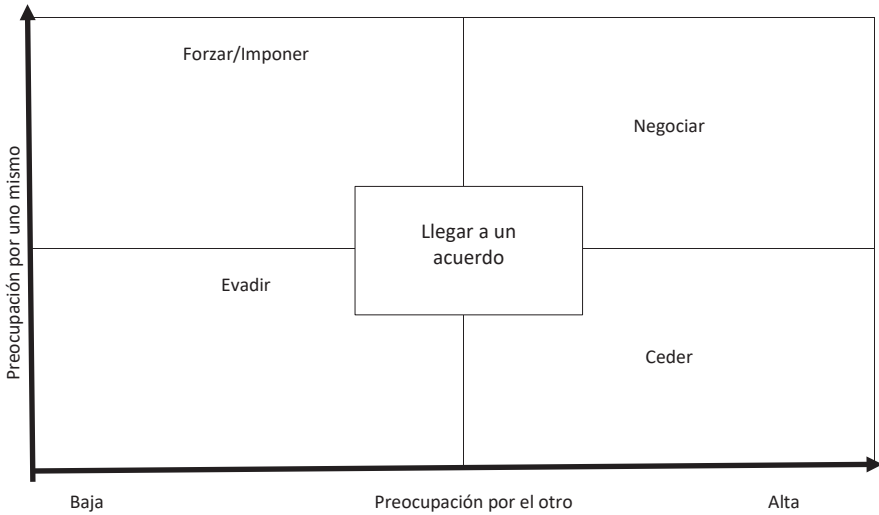 Forzar/Imponer
Negociar
Preocupación por uno mismo
Llegar a un
acuerdo
Evadir
Ceder
Baja
Preocupación por el otro
Alta